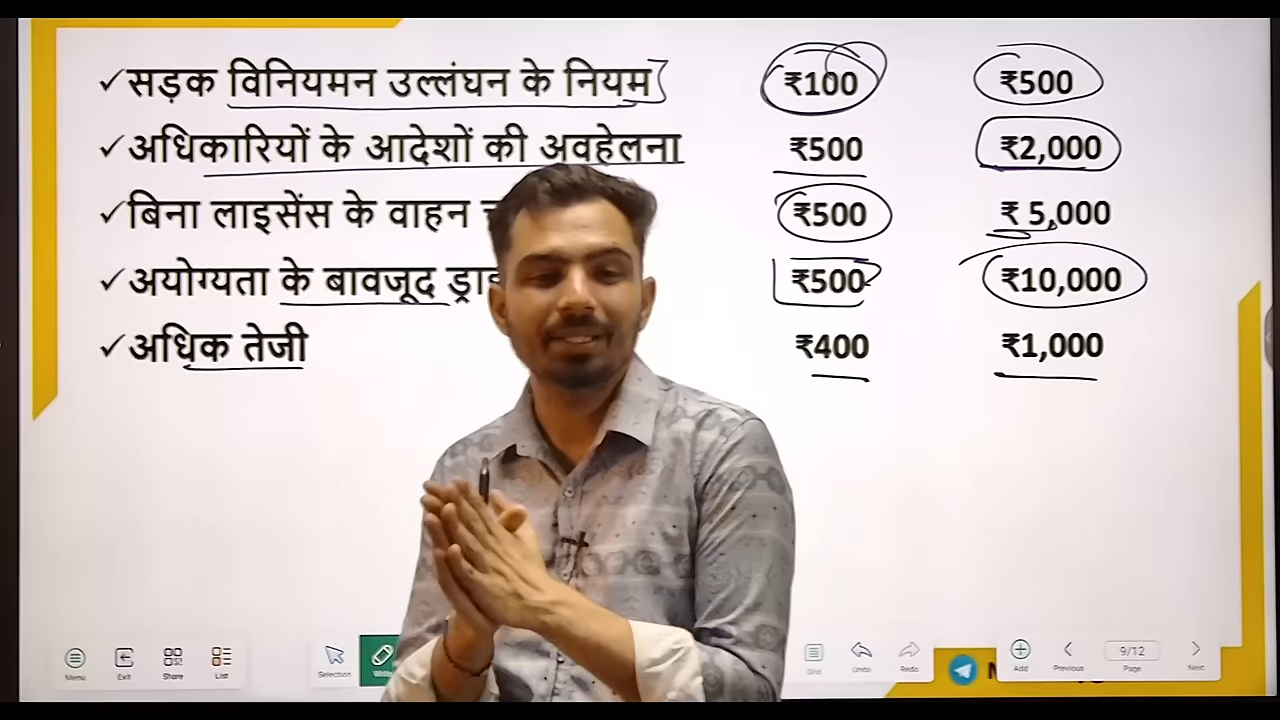 ✓सड़क विनियमन उल्लंघन के नियम ₹100 ₹500
✓अधिकारियों के आदेशों की अवहेलना ₹500 ₹2,000
✓बिना लाइसेंस के वाहन ₹500 ₹ 5,000
✓अयोग्यता के बावजूद ₹500 ₹10,000
✓अधिक तेजी ₹400 ₹1,000
Menu Exit Share List Selection Grid Undo Redo Add Previous 9/12 Page Next